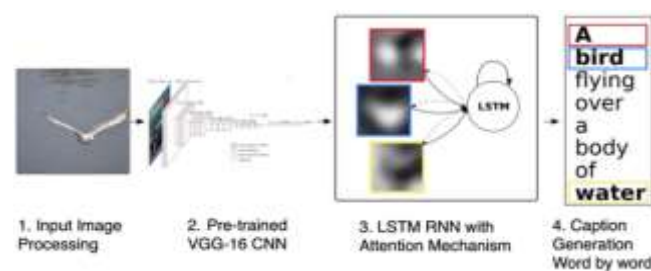 LSTM
A
bird
flying
over
a
body
of
water
1. Input Image
Processing
2. Pre-trained
VGG-16 CNN
3. LSTM RNN with
Attention Mechanism
4. Caption
Generation
Word by word